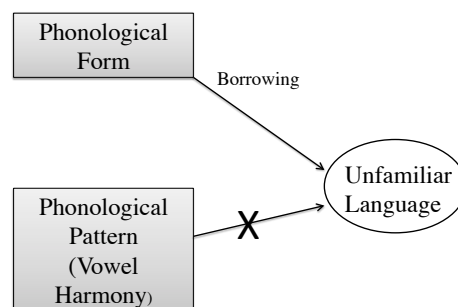 Phonological
Form
Borrowing
Unfamiliar
Language
Phonological
Pattern
(Vowel
Harmony)
X